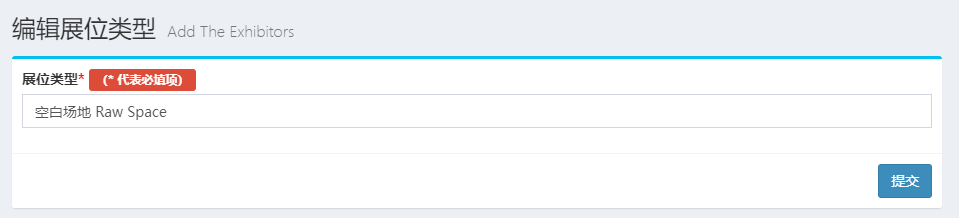 编辑展位类型 Add The Exhibitors
展位类型* (* 代表必填项)
空白场地 Raw Space
提交